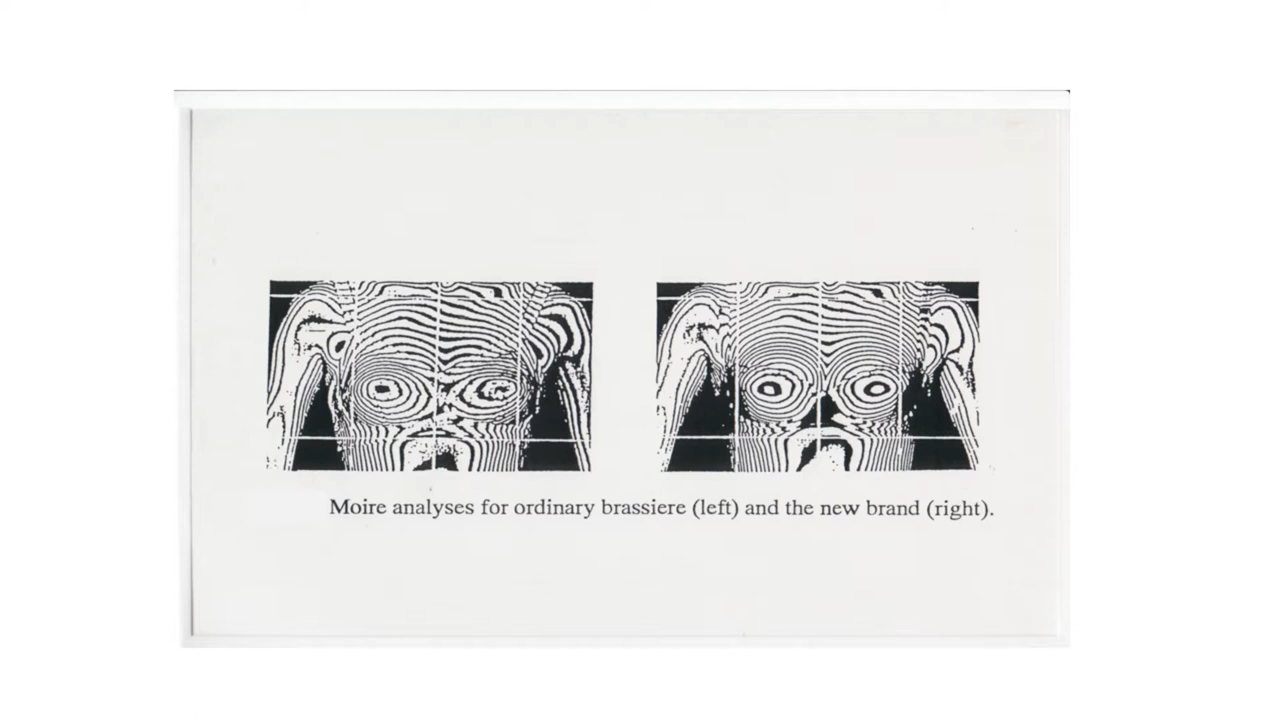 Moire analyses for ordinary brassiere (left) and the new brand (right).